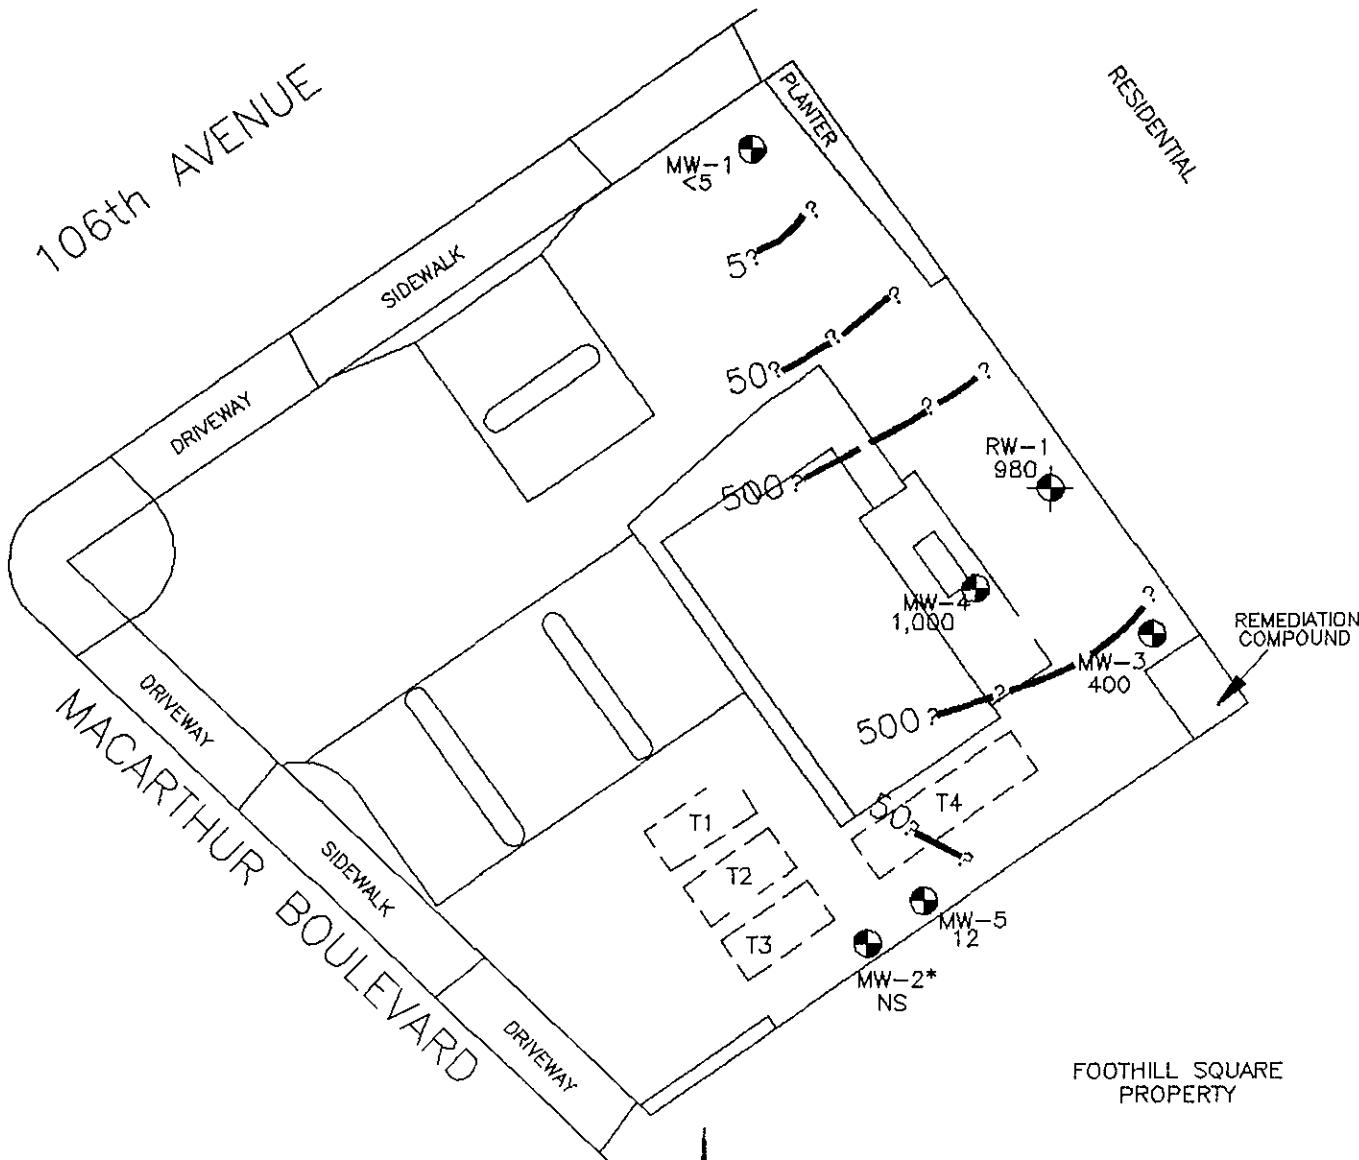 106th AVENUE
RESIDENTIAL
PLANTER
MW-1
<5
?
5?
SIDEWALK
?
?
50?
?
?
DRIVEWAY
500?
RW-1
980
MW-4
1,000
?
REMEDIATION
COMPOUND
MW-3
400
?
500?
DRIVEWAY
MACARTHUR BOULEVARD
T1
T4
50?
?
SIDEWALK
T2
T3
MW-5
12
MW-2*
NS
DRIVEWAY
FOOTHILL SQUARE
PROPERTY